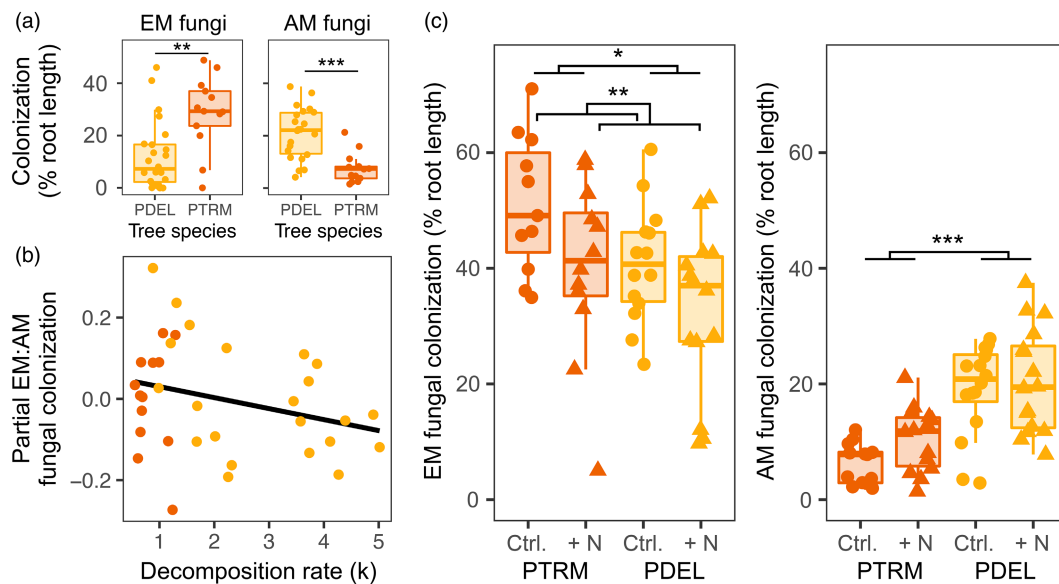 (a)
EM fungi
AM fungi
Colonization
(% root length)
40
20
0
**
***
PDEL
PTRM
PDEL
PTRM
Tree species
Tree species
(b)
Partial EM:AM
fungal colonization
0.2
0.0
−0.2
1
2
3
4
5
Decomposition rate (k)
(c)
EM fungal colonization (% root length)
60
40
20
0
*
**
Ctrl.
+ N
Ctrl.
+ N
PTRM
PDEL
AM fungal colonization (% root length)
60
40
20
0
***
Ctrl.
+ N
Ctrl.
+ N
PTRM
PDEL